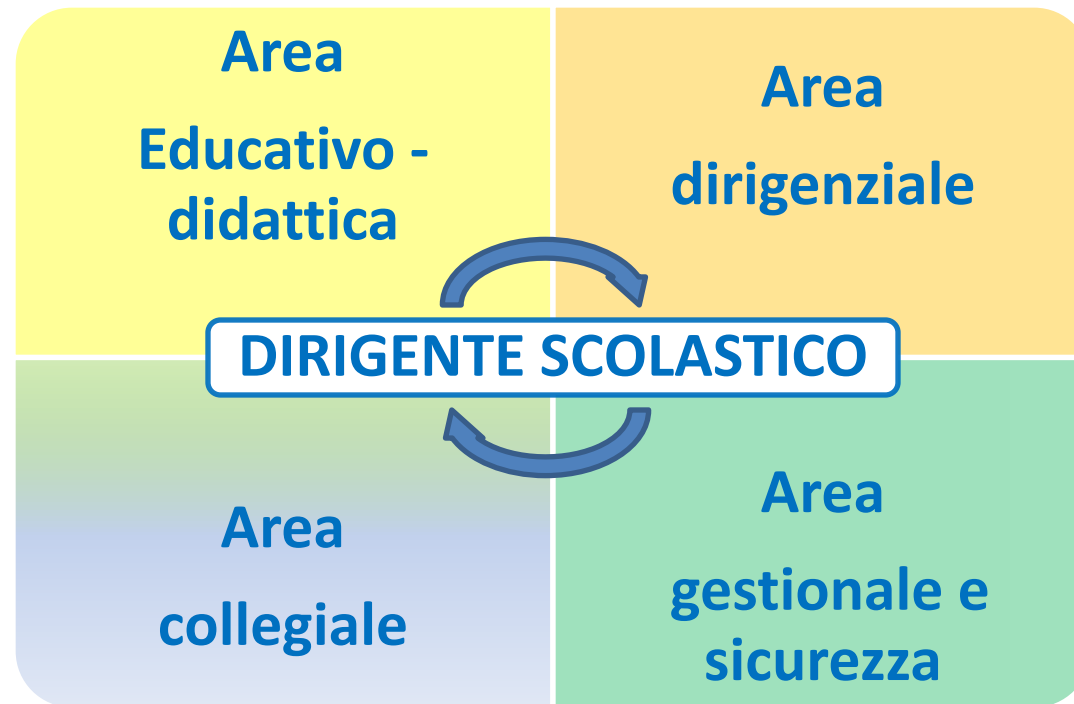 Area
Educativo -
didattica
Area
dirigenziale
DIRIGENTE SCOLASTICO
Area
collegiale
Area
gestionale e
sicurezza